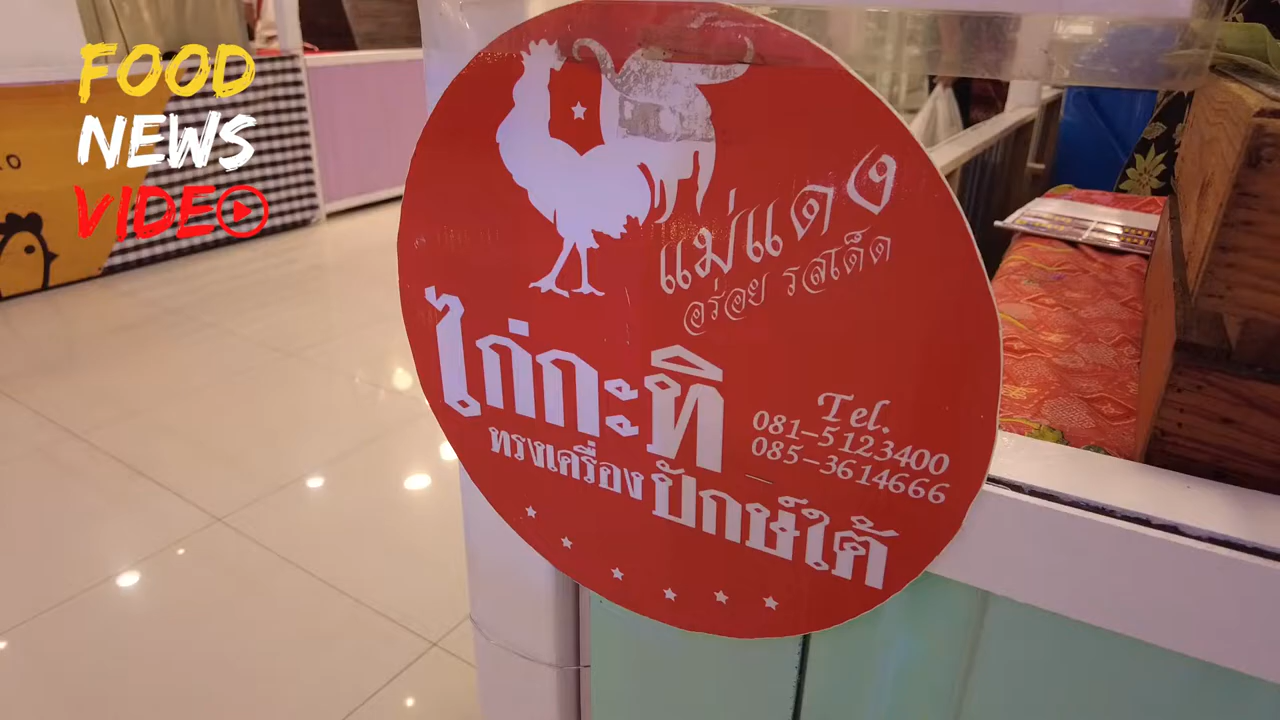 FOOD
NEWS
VIDEO
แม่แดง
อร่อย รสเด็ด
ไก่กะทิ
ทรงเครื่อง ปักษ์ใต้
Tel.
081-5123400
085-3614666